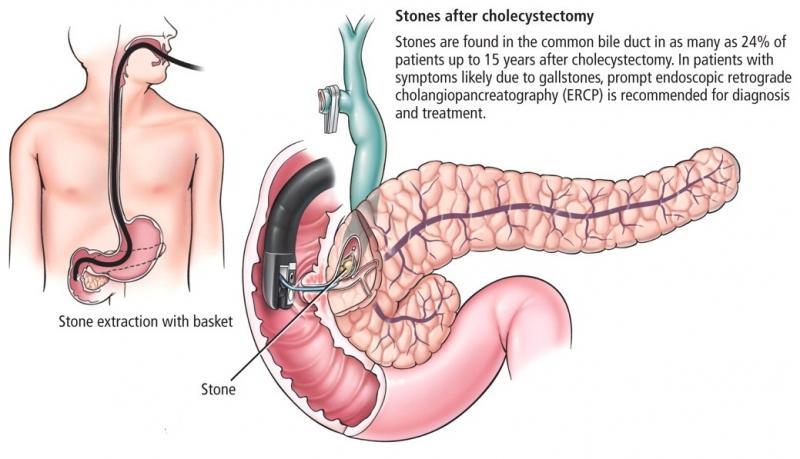 Stones after cholecystectomy
Stones are found in the common bile duct in as many as 24% of
patients up to 15 years after cholecystectomy. In patients with
symptoms likely due to gallstones, prompt endoscopic retrograde
cholangiopancreatography (ERCP) is recommended for diagnosis
and treatment.
Stone extraction with basket
Stone